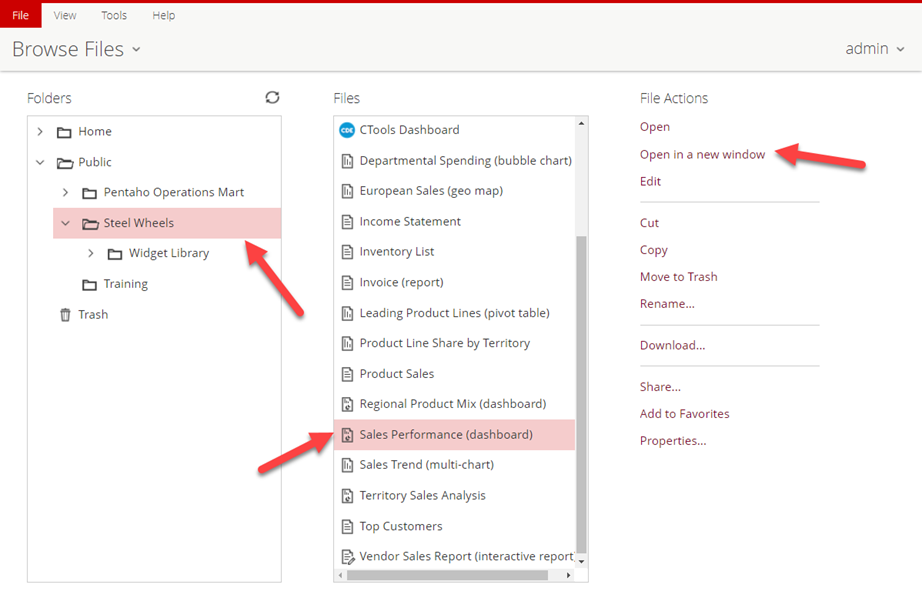 File View Tools Help
Browse Files
admin
Folders
Home
Public
Pentaho Operations Mart
Steel Wheels
Widget Library
Training
Trash
Files
CDE CTools Dashboard
Departmental Spending (bubble chart)
European Sales (geo map)
Income Statement
Inventory List
Invoice (report)
Leading Product Lines (pivot table)
Product Line Share by Territory
Product Sales
Regional Product Mix (dashboard)
Sales Performance (dashboard)
Sales Trend (multi-chart)
Territory Sales Analysis
Top Customers
Vendor Sales Report (interactive report
File Actions
Open
Open in a new window
Edit
Cut
Copy
Move to Trash
Rename...
Download...
Share...
Add to Favorites
Properties...